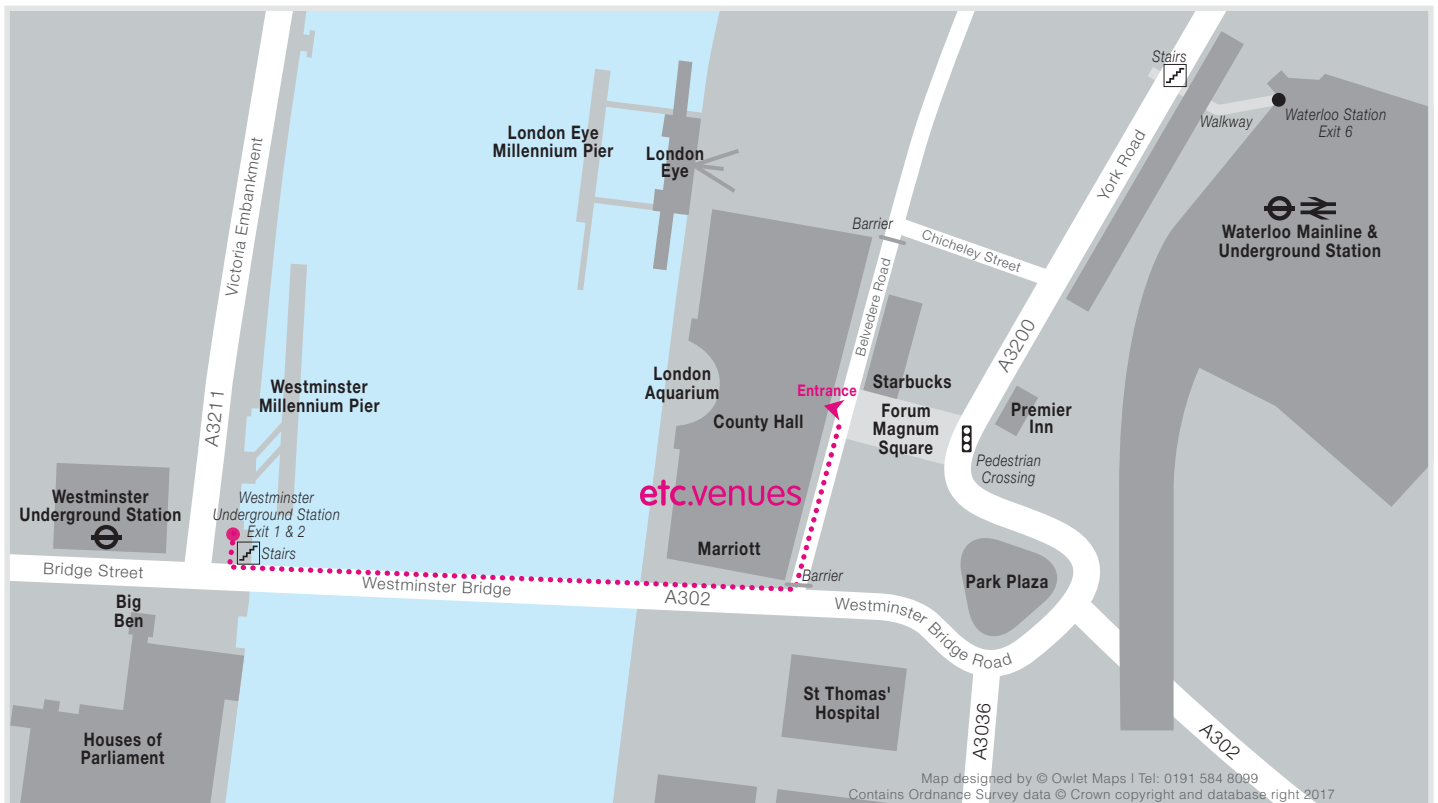 Stairs
Walkway
Waterloo Station
Exit 6
York Road
London Eye
Millennium Pier
London
Eye
Victoria Embankment
Barrier
Chicheley Street
Waterloo Mainline &
Underground Station
Belvedere Road
A3200
London
Aquarium
Entrance
Starbucks
Westminster
Millennium Pier
A3211
County Hall
Forum
Magnum
Square
Premier
Inn
Pedestrian
Crossing
Westminster
Underground Station
Westminster
Underground Station
Exit 1 & 2
etc.venues
Stairs
Marriott
Barrier
Bridge Street
Westminster Bridge
A302
Westminster Bridge Road
Park Plaza
Big
Ben
St Thomas'
Hospital
Houses of
Parliament
A3036
A302
Map designed by © Owlet Maps | Tel: 0191 584 8099
Contains Ordnance Survey data © Crown copyright and database right 2017